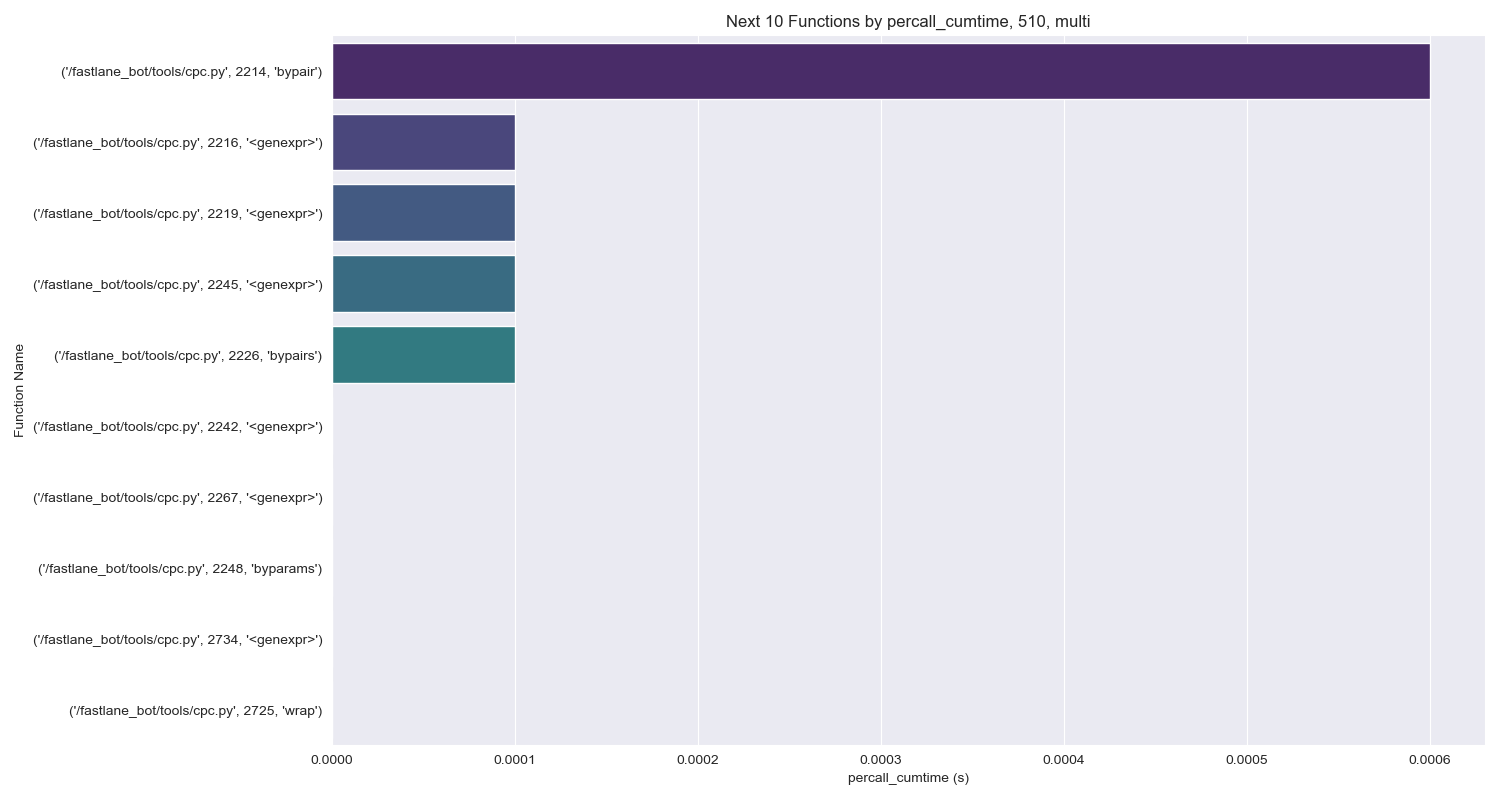 Next 10 Functions by percall_cumtime, 510, multi
Function Name
('/fastlane_bot/tools/cpc.py', 2214, 'bypair')
('/fastlane_bot/tools/cpc.py', 2216, '<genexpr>')
('/fastlane_bot/tools/cpc.py', 2219, '<genexpr>')
('/fastlane_bot/tools/cpc.py', 2245, '<genexpr>')
('/fastlane_bot/tools/cpc.py', 2226, 'bypairs')
('/fastlane_bot/tools/cpc.py', 2242, '<genexpr>')
('/fastlane_bot/tools/cpc.py', 2267, '<genexpr>')
('/fastlane_bot/tools/cpc.py', 2248, 'byparams')
('/fastlane_bot/tools/cpc.py', 2734, '<genexpr>')
('/fastlane_bot/tools/cpc.py', 2725, 'wrap')
0.0000 0.0001 0.0002 0.0003 0.0004 0.0005 0.0006
percall_cumtime (s)